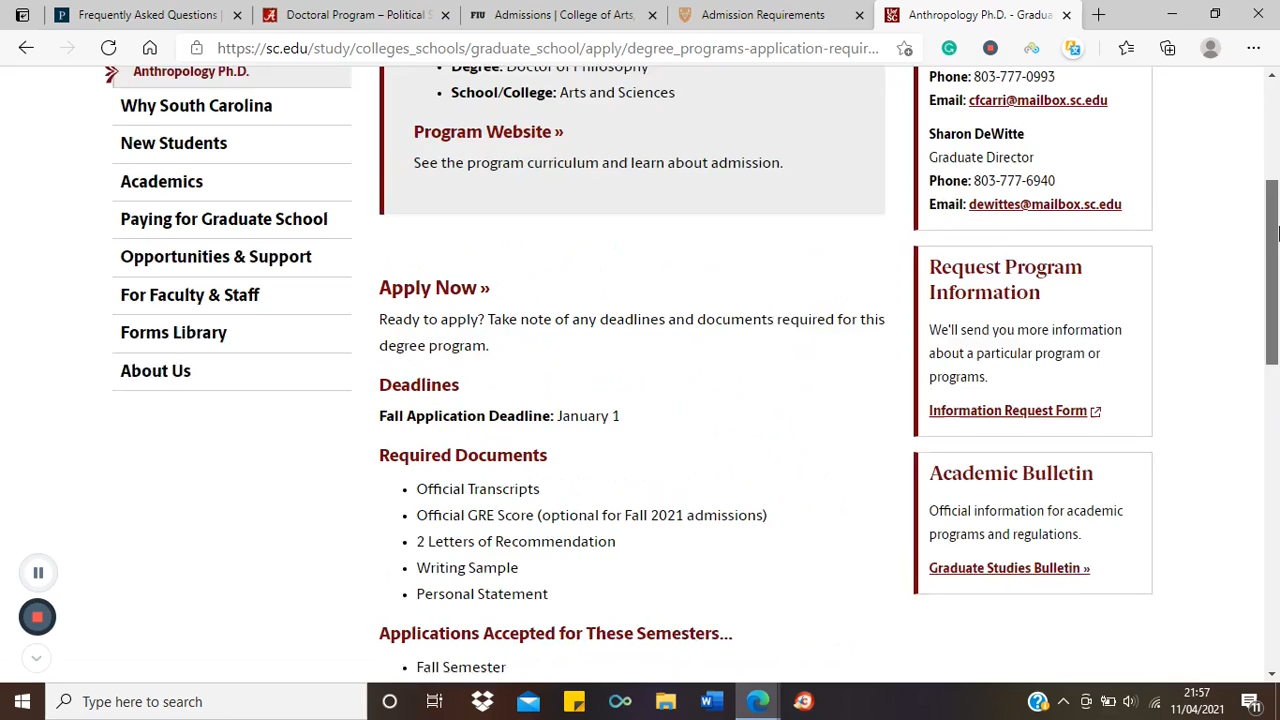 Frequently Asked Questions |
Doctoral Program – Political S
FIU
Admissions | College of Arts,
Admission Requirements
Anthropology Ph.D. - Gradua
https://sc.edu/study/colleges_schools/graduate_school/apply/degree_programs-application-requir...
Anthropology Ph.D.
Why South Carolina
New Students
Academics
Paying for Graduate School
Opportunities & Support
For Faculty & Staff
Forms Library
About Us
Degree: Doctor of Philosophy
School/College: Arts and Sciences
Program Website »
See the program curriculum and learn about admission.
Apply Now »
Ready to apply? Take note of any deadlines and documents required for this
degree program.
Deadlines
Fall Application Deadline: January 1
Required Documents
Official Transcripts
Official GRE Score (optional for Fall 2021 admissions)
2 Letters of Recommendation
Writing Sample
Personal Statement
Applications Accepted for These Semesters...
Fall Semester
Phone: 803-777-0993
Email: cfcarri@mailbox.sc.edu
Sharon DeWitte
Graduate Director
Phone: 803-777-6940
Email: dewittes@mailbox.sc.edu
Request Program
Information
We'll send you more information
about a particular program or
programs.
Information Request Form
Academic Bulletin
Official information for academic
programs and regulations.
Graduate Studies Bulletin »
Type here to search
21:57
11/04/2021
11